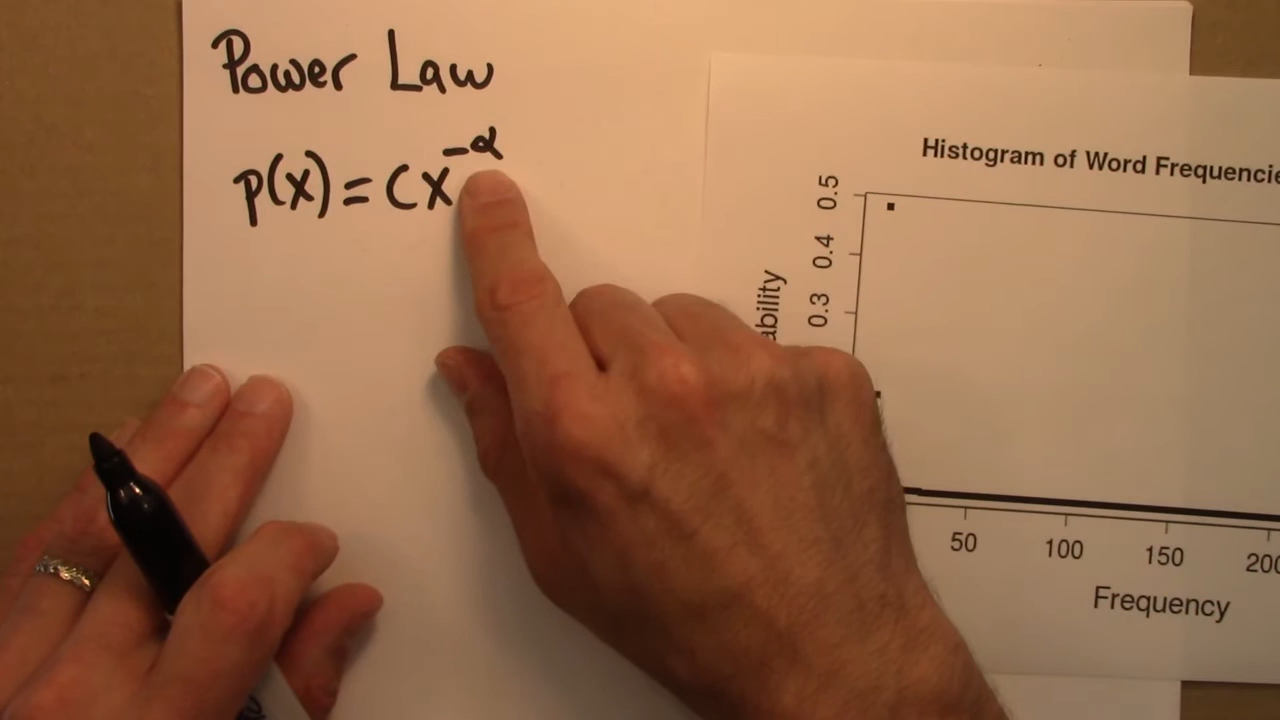 Power Law
p(x) = Cx^-α
Histogram of Word Frequencie
0.5
0.4
0.3
ability
50 100 150 200
Frequency